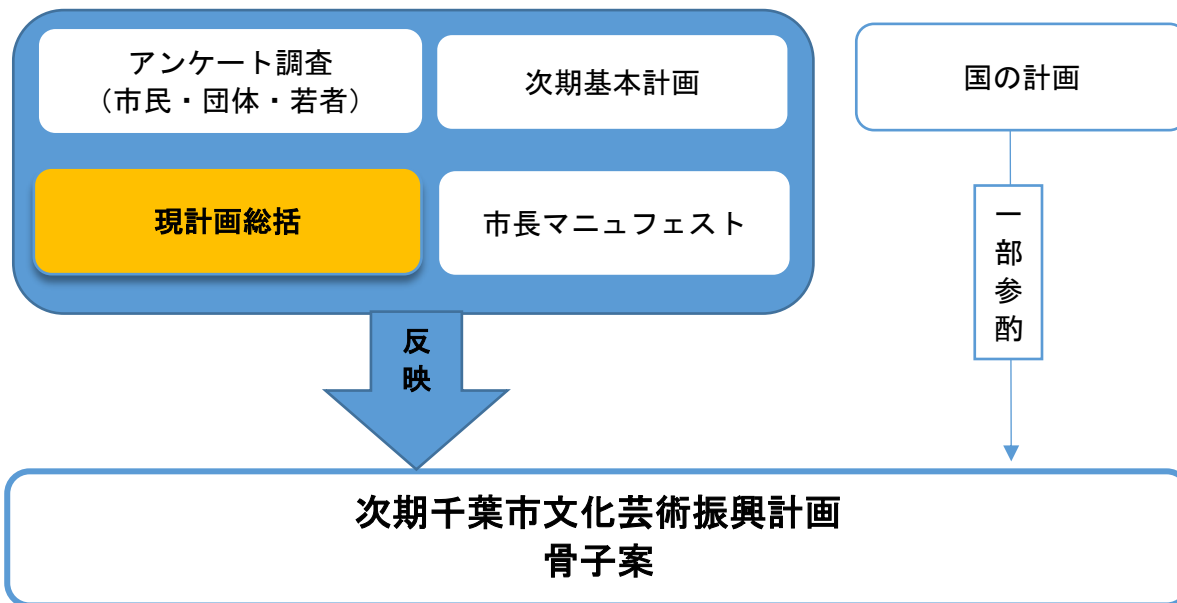 アンケート調査
（市民・団体・若者）
次期基本計画
国の計画
現計画総括
市長マニュフェスト
一部参酌
反映
次期千葉市文化芸術振興計画
骨子案